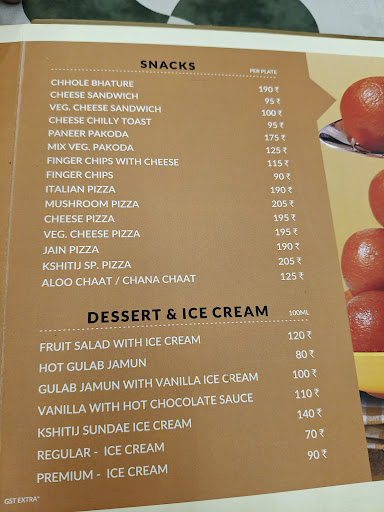 SNACKS PER PLATE
CHHOLE BHATURE 190 ₹
CHEESE SANDWICH 95 ₹
VEG. CHEESE SANDWICH 100 ₹
CHEESE CHILLY TOAST 95 ₹
PANEER PAKODA 175 ₹
MIX VEG. PAKODA 125 ₹
FINGER CHIPS WITH CHEESE 115 ₹
FINGER CHIPS 90 ₹
ITALIAN PIZZA 190 ₹
MUSHROOM PIZZA 205 ₹
CHEESE PIZZA 195 ₹
VEG. CHEESE PIZZA 195 ₹
JAIN PIZZA 190 ₹
KSHITIJ SP. PIZZA 205 ₹
ALOO CHAAT / CHANA CHAAT 125 ₹
DESSERT & ICE CREAM 100ML
FRUIT SALAD WITH ICE CREAM 120 ₹
HOT GULAB JAMUN 80 ₹
GULAB JAMUN WITH VANILLA ICE CREAM 100 ₹
VANILLA WITH HOT CHOCOLATE SAUCE 110 ₹
KSHITIJ SUNDAE ICE CREAM 140 ₹
REGULAR - ICE CREAM 70 ₹
PREMIUM - ICE CREAM 90 ₹
GST EXTRA*